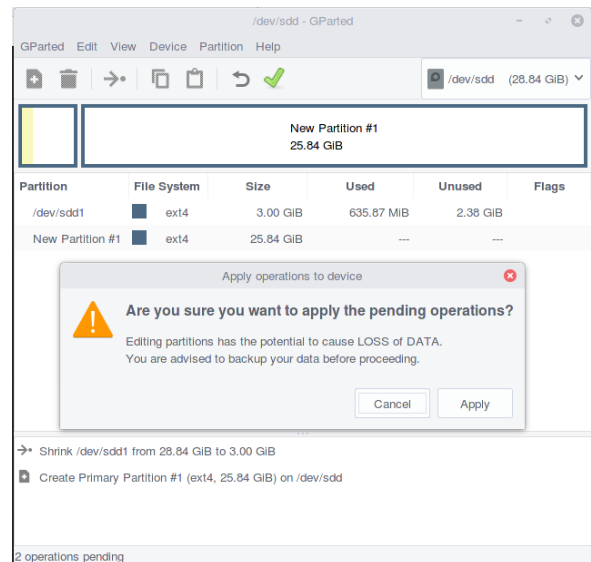 /dev/sdd - GParted
GParted Edit View Device Partition Help
/dev/sdd (28.84 GiB)
New Partition #1
25.84 GiB
Partition File System Size Used Unused Flags
/dev/sdd1 ext4 3.00 GiB 635.87 MiB 2.38 GiB
New Partition #1 ext4 25.84 GiB --- ---
Apply operations to device
Are you sure you want to apply the pending operations?
Editing partitions has the potential to cause LOSS of DATA.
You are advised to backup your data before proceeding.
Cancel Apply
Shrink /dev/sdd1 from 28.84 GiB to 3.00 GiB
Create Primary Partition #1 (ext4, 25.84 GiB) on /dev/sdd
2 operations pending